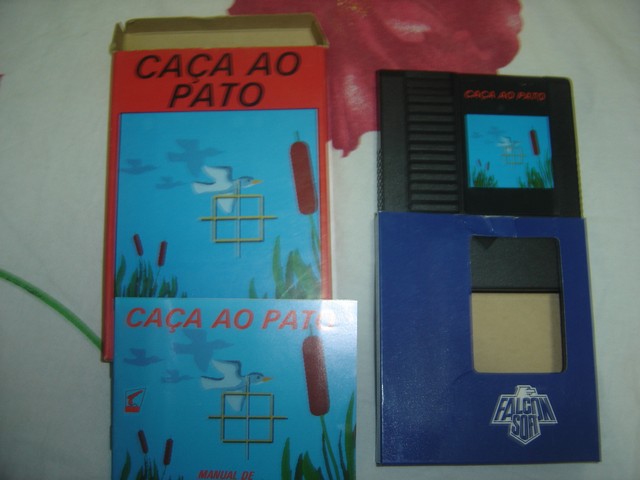 CAÇA AO
PATO
CAÇA AO PATO
CAÇA AO PATO
MANUAL DE
FALCON
SOFT